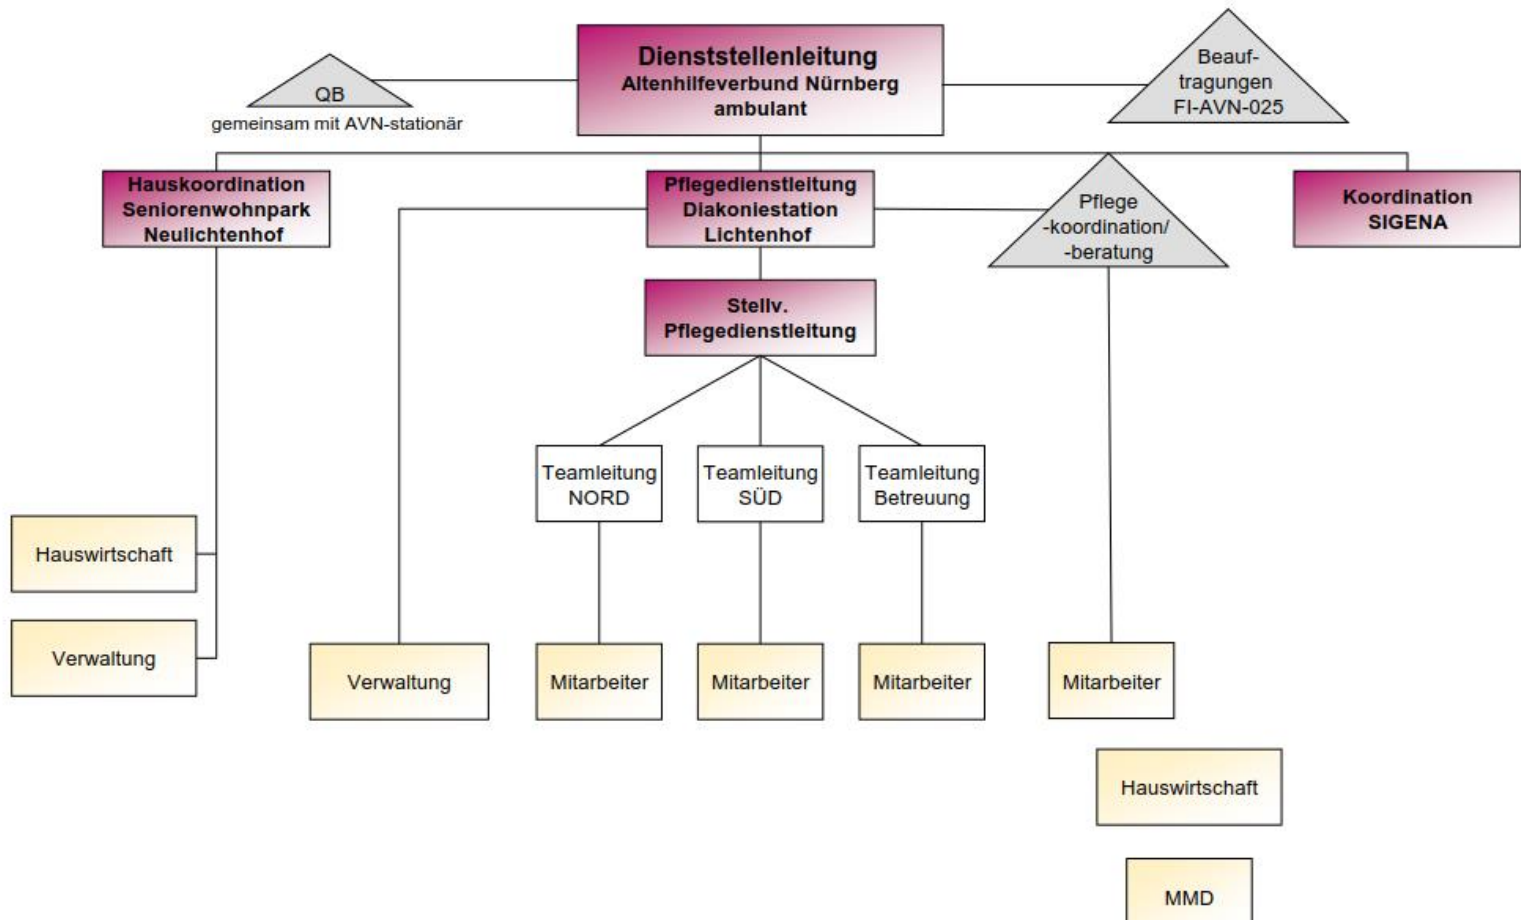 Dienststellenleitung
Altenhilfeverbund Nürnberg
ambulant
QB
gemeinsam mit AVN-stationär
Beauf-
tragungen
FI-AVN-025
Hauskoordination
Seniorenwohnpark
Neulichtenhof
Pflegedienstleitung
Diakoniestation
Lichtenhof
Pflege
-koordination/
-beratung
Koordination
SIGENA
Stellv.
Pflegedienstleitung
Teamleitung
NORD
Teamleitung
SÜD
Teamleitung
Betreuung
Hauswirtschaft
Verwaltung
Verwaltung
Mitarbeiter
Mitarbeiter
Mitarbeiter
Mitarbeiter
Hauswirtschaft
MMD